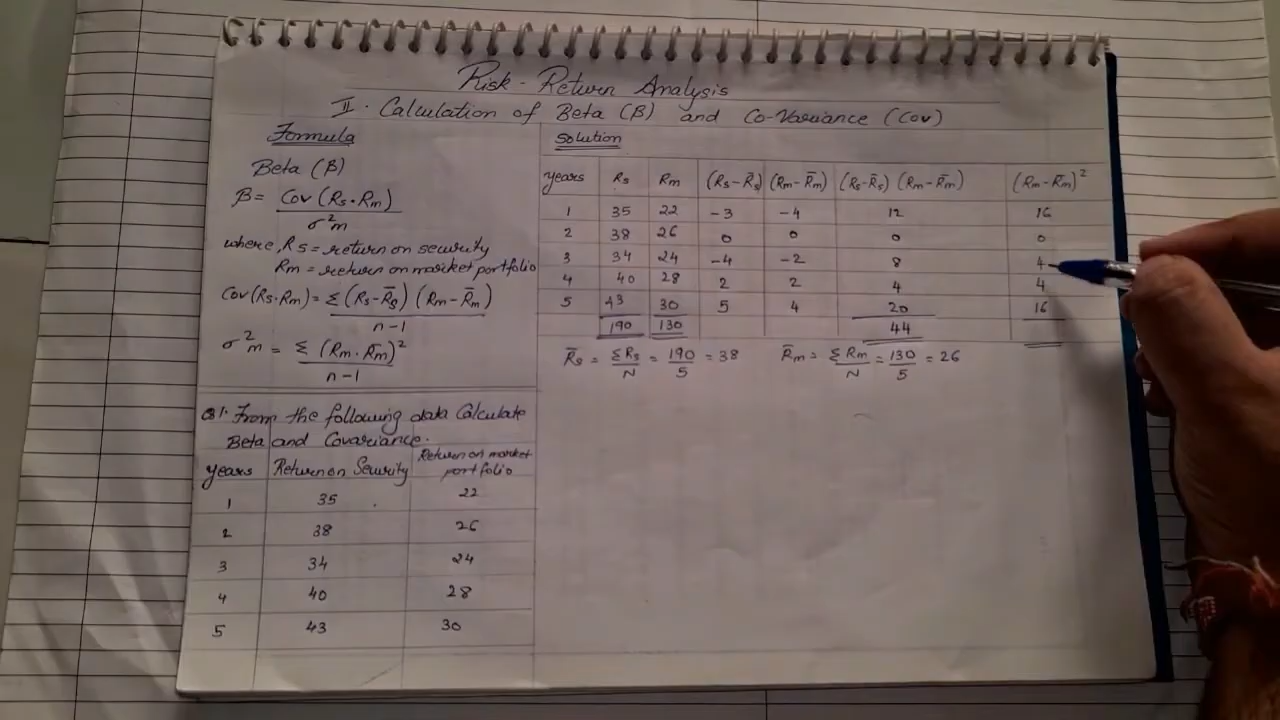 Risk - Return Analysis
II. Calculation of Beta (β) and Co-Variance (Cov)
Formula
Beta (β)
β = Cov (Rs . Rm)
σ²m
where, Rs = return on security
Rm = return on market portfolio
Cov (Rs . Rm) = Σ (Rs - R̄s) (Rm - R̄m)
n-1
σ²m = Σ (Rm . R̄m)²
n-1
Q1. From the following data Calculate
Beta and Covariance.
years Return on Security Return on market portfolio
1 35 22
2 38 26
3 34 24
4 40 28
5 43 30
Solution
years Rs Rm (Rs - R̄s) (Rm - R̄m) (Rs - R̄s) (Rm - R̄m) (Rm - R̄m)²
1 35 22 -3 -4 12 16
2 38 26 0 0 0 0
3 34 24 -4 -2 8 4
4 40 28 2 2 4 4
5 43 30 5 4 20 16
190 130 44
R̄s = ΣRs/N = 190/5 = 38 R̄m = ΣRm/N = 130/5 = 26